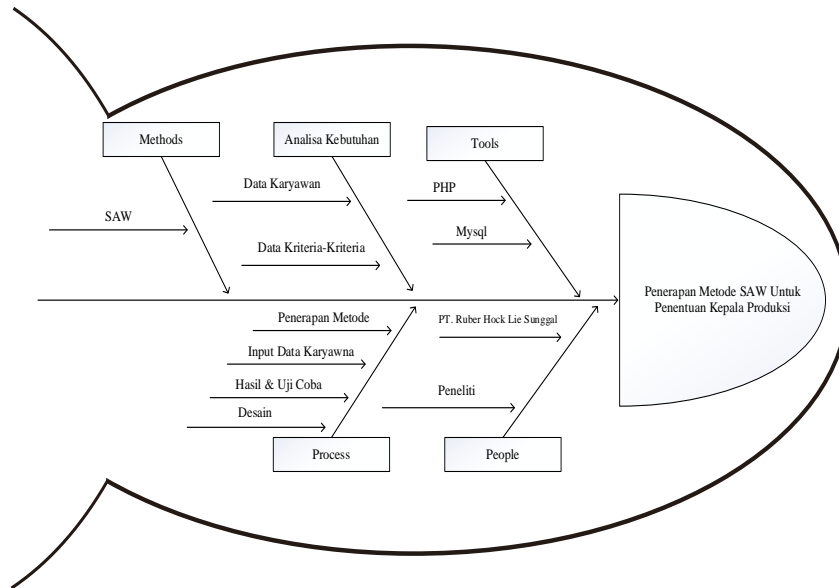 Methods
Analisa Kebutuhan
Tools
Data Karyawan
PHP
SAW
Mysql
Data Kriteria-Kriteria
Penerapan Metode SAW Untuk
Penentuan Kepala Produksi
Penerapan Metode
PT. Ruber Hock Lie Sunggal
Input Data Karyawna
Hasil & Uji Coba
Peneliti
Desain
Process
People